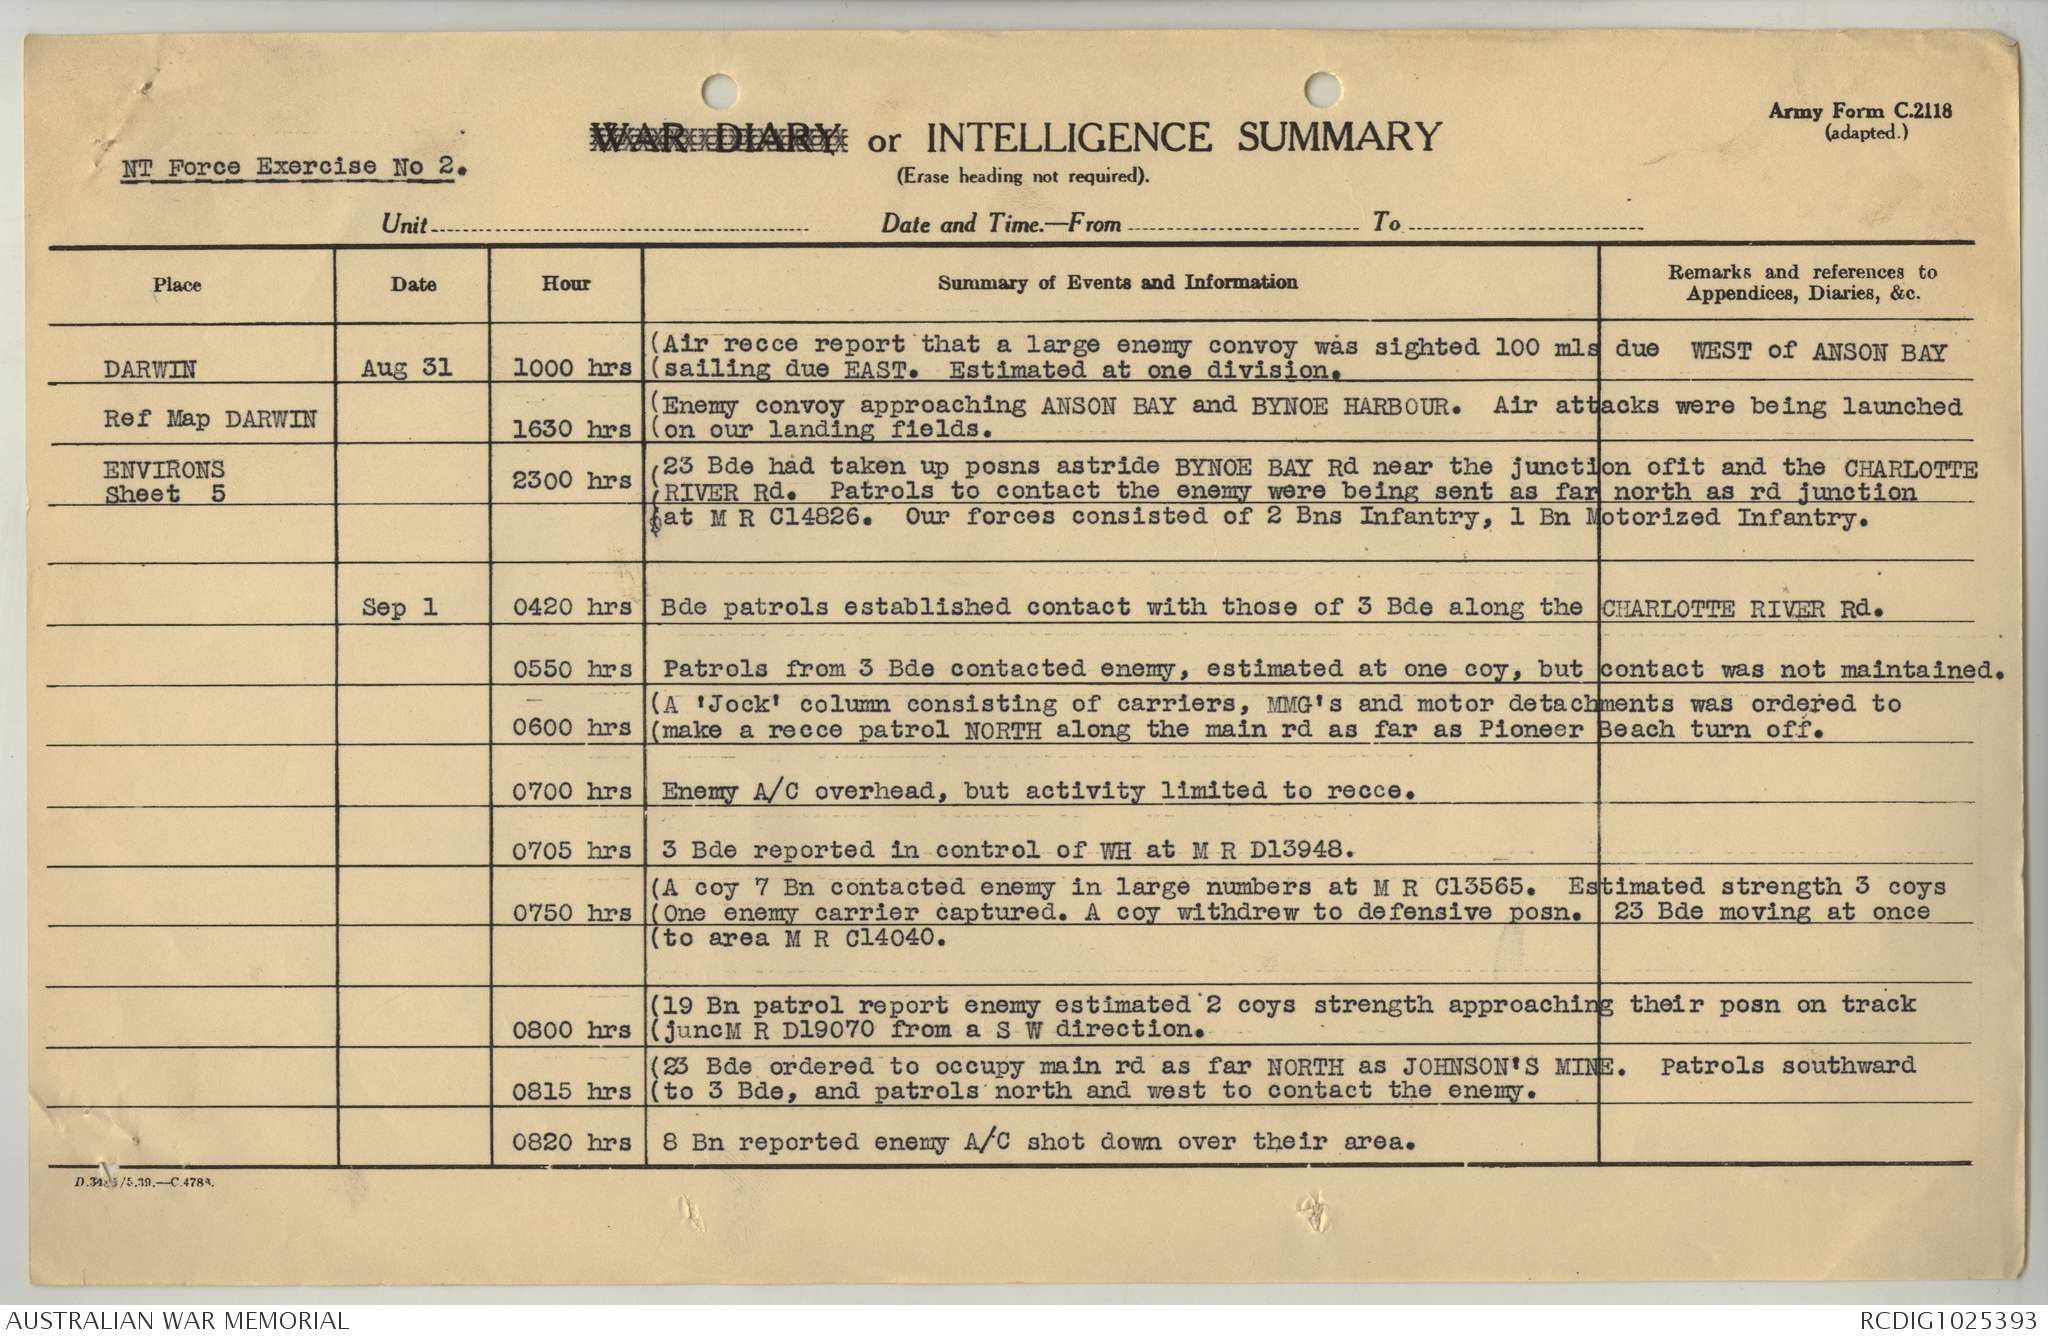 Army Form C.2118
(adapted.)
WAR DIARY or INTELLIGENCE SUMMARY
NT Force Exercise No 2.
(Erase heading not required).
Unit Date and Time.—From To
Place Date Hour Summary of Events and Information Remarks and references to
Appendices, Diaries, &c.
(Air recce report that a large enemy convoy was sighted 100 mls due WEST of ANSON BAY
DARWIN Aug 31 1000 hrs (sailing due EAST. Estimated at one division.
(Enemy convoy approaching ANSON BAY and BYNOE HARBOUR. Air attacks were being launched
Ref Map DARWIN 1630 hrs (on our landing fields.
ENVIRONS 2300 hrs (23 Bde had taken up posns astride BYNOE BAY Rd near the junction ofit and the CHARLOTTE
Sheet 5 (RIVER Rd. Patrols to contact the enemy were being sent as far north as rd junction
(at M R C14826. Our forces consisted of 2 Bns Infantry, 1 Bn Motorized Infantry.
Sep 1 0420 hrs Bde patrols established contact with those of 3 Bde along the CHARLOTTE RIVER Rd.
0550 hrs Patrols from 3 Bde contacted enemy, estimated at one coy, but contact was not maintained.
(A 'Jock' column consisting of carriers, MMG's and motor detachments was ordered to
0600 hrs (make a recce patrol NORTH along the main rd as far as Pioneer Beach turn off.
0700 hrs Enemy A/C overhead, but activity limited to recce.
0705 hrs 3 Bde reported in control of WH at M R D13948.
(A coy 7 Bn contacted enemy in large numbers at M R C13565. Estimated strength 3 coys
0750 hrs (One enemy carrier captured. A coy withdrew to defensive posn. 23 Bde moving at once
(to area M R C14040.
(19 Bn patrol report enemy estimated 2 coys strength approaching their posn on track
0800 hrs (juncM R D19070 from a S W direction.
(23 Bde ordered to occupy main rd as far NORTH as JOHNSON'S MINE. Patrols southward
0815 hrs (to 3 Bde, and patrols north and west to contact the enemy.
0820 hrs 8 Bn reported enemy A/C shot down over their area.
AUSTRALIAN WAR MEMORIAL RCDIG1025393